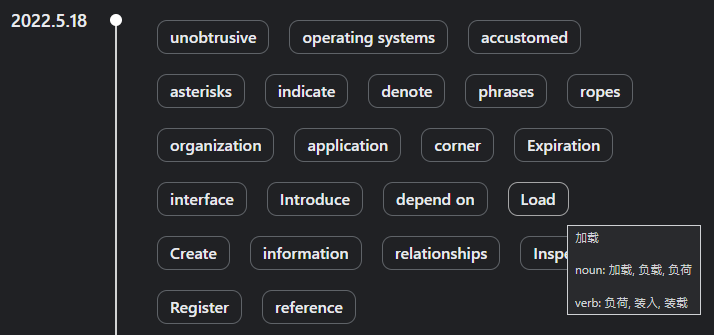 2022.5.18
unobtrusive operating systems accustomed
asterisks indicate denote phrases ropes
organization application corner Expiration
interface Introduce depend on Load
Create information relationships
Register reference
加载
noun: 加载, 负载, 负荷
verb: 负荷, 装入, 装载